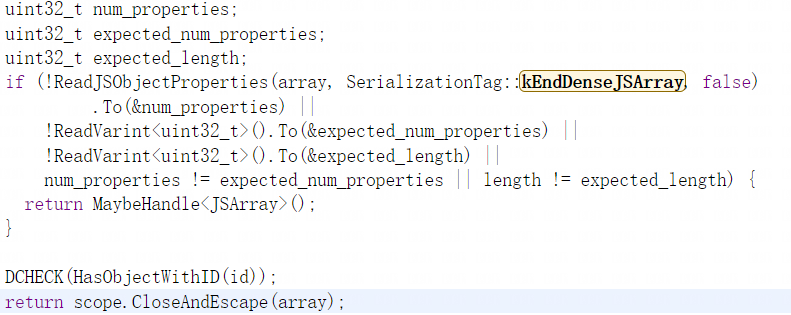 uint32_t num_properties;
uint32_t expected_num_properties;
uint32_t expected_length;
if (!ReadJSObjectProperties(array, SerializationTag::kEndDenseJSArray, false)
.To(&num_properties) ||
!ReadVarint<uint32_t>().To(&expected_num_properties) ||
!ReadVarint<uint32_t>().To(&expected_length) ||
num_properties != expected_num_properties || length != expected_length) {
return MaybeHandle<JSArray>();
}
DCHECK(HasObjectWithID(id));
return scope.CloseAndEscape(array);